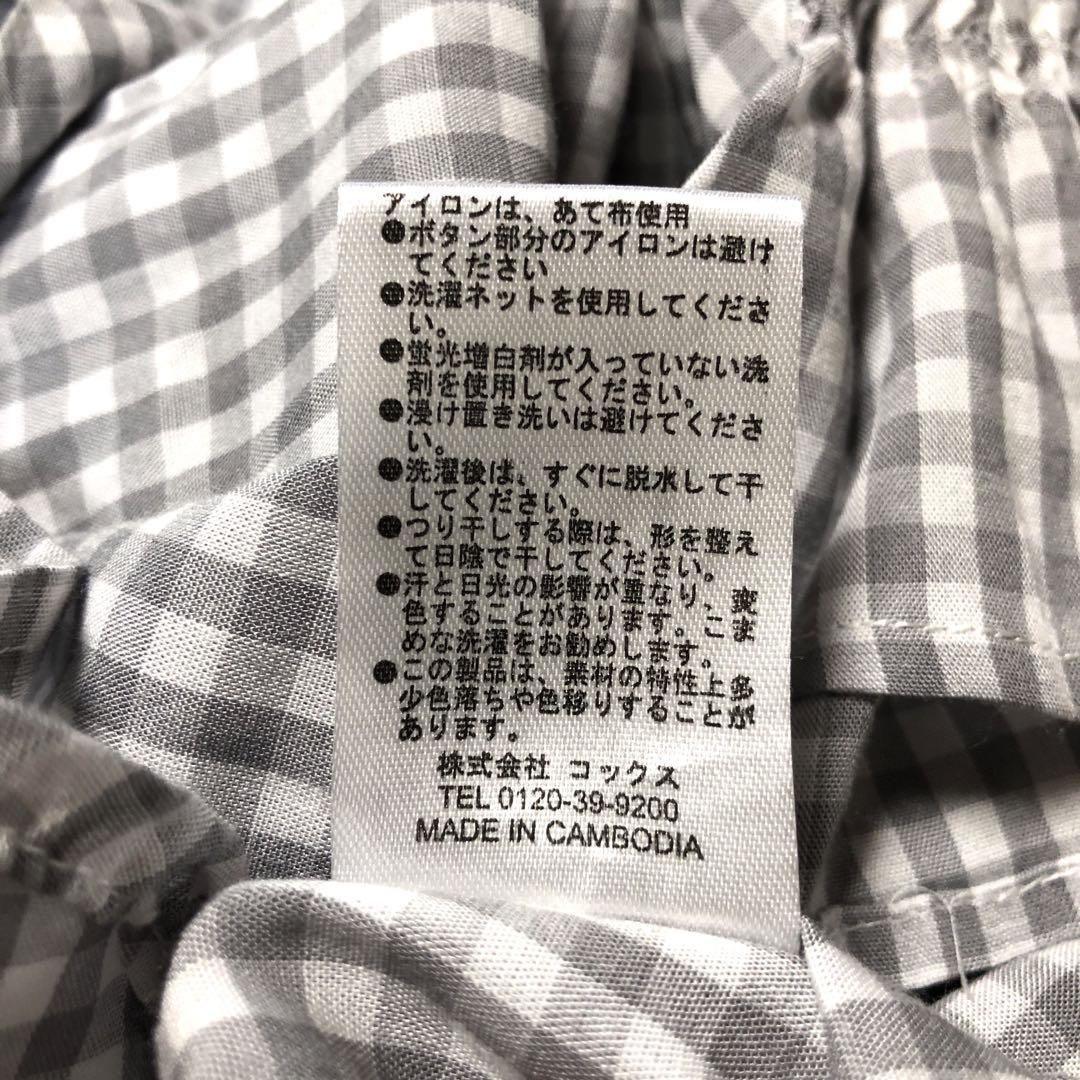 アイロンは、あて布使用
●ボタン部分のアイロンは避け
てください
●洗濯ネットを使用してくださ
い。
●蛍光増白剤が入っていない洗
剤を使用してください。
●浸け置き洗いは避けてくださ
い。
●洗濯後は、すぐに脱水して干
してください。
●つり干しする際は、形を整え
て日陰で干してください。
●汗と日光の影響が重なり、変
色することがあります。こま
めな洗濯をお勧めします。
●この製品は、素材の特性上多
少色落ちや色移りすることが
あります。
株式会社 コックス
TEL 0120-39-9200
MADE IN CAMBODIA